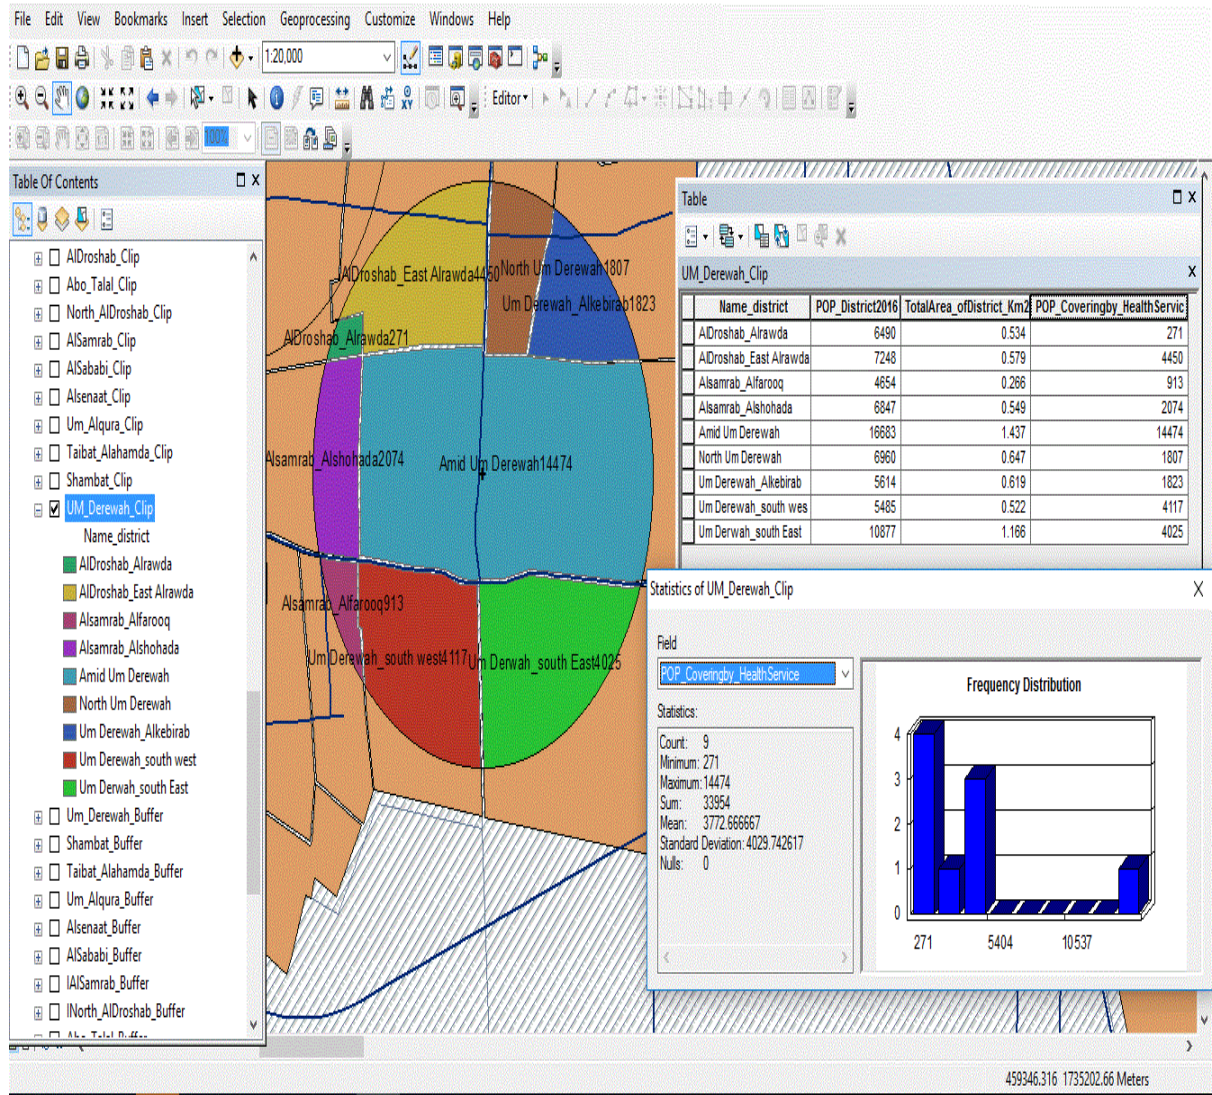 File Edit View Bookmarks Insert Selection Geoprocessing Customize Windows Help
1:20,000
Editor
100%
Table Of Contents
AlDroshab_Clip
Abo_Talal_Clip
North_AlDroshab_Clip
AlSamrab_Clip
AlSababi_Clip
Alsenaat_Clip
Um_Alqura_Clip
Taibat_Alahamda_Clip
Shambat_Clip
UM_Derewah_Clip
Name_district
AlDroshab_Alrawda
AlDroshab_East Alrawda
Alsamrab_Alfarooq
Alsamrab_Alshohada
Amid Um Derewah
North Um Derewah
Um Derewah_Alkebirab
Um Derewah_south west
Um Derwah_south East
Um_Derewah_Buffer
Shambat_Buffer
Taibat_Alahamda_Buffer
Um_Alqura_Buffer
Alsenaat_Buffer
AlSababi_Buffer
lAlSamrab_Buffer
lNorth_AlDroshab_Buffer
Abo_Talal_Buffer
AlDroshab_East Alrawda4450
North Um Derewah1807
Um Derewah_Alkebirab1823
AlDroshab_Alrawda271
Alsamrab_Alshohada2074
Amid Um Derewah14474
Alsamrab_Alfarooq913
Um Derewah_south west4117
Um Derwah_south East4025
Table
UM_Derewah_Clip
Name_district POP_District2016 TotalArea_ofDistrict_Km2 POP_Coveringby_HealthServic
AlDroshab_Alrawda 6490 0.534 271
AlDroshab_East Alrawda 7248 0.579 4450
Alsamrab_Alfarooq 4654 0.266 913
Alsamrab_Alshohada 6847 0.549 2074
Amid Um Derewah 16683 1.437 14474
North Um Derewah 6960 0.647 1807
Um Derewah_Alkebirab 5614 0.619 1823
Um Derewah_south wes 5485 0.522 4117
Um Derwah_south East 10877 1.166 4025
Statistics of UM_Derewah_Clip
Field
POP_Coveringby_HealthService
Statistics:
Count: 9
Minimum: 271
Maximum: 14474
Sum: 33954
Mean: 3772.666667
Standard Deviation: 4029.742617
Nulls: 0
Frequency Distribution
4
3
2
1
0
271 5404 10537
459346.316 1735202.66 Meters